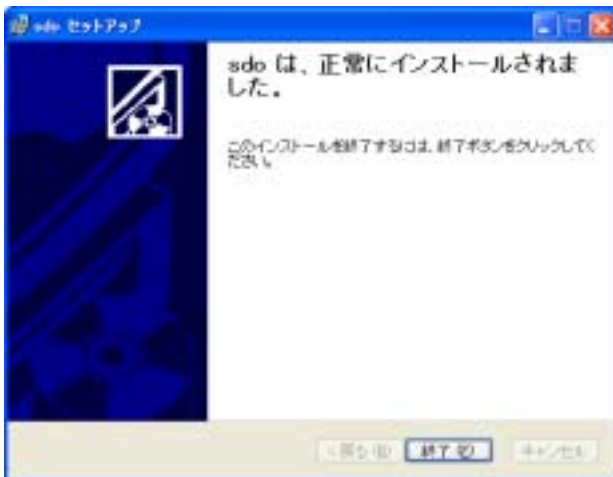 sdo セットアップ
sdo は、正常にインストールされま
した。
このインストールを終了するには、終了ボタンをクリックしてく
ださい。
< 戻る (B)
終了 (F)
キャンセル